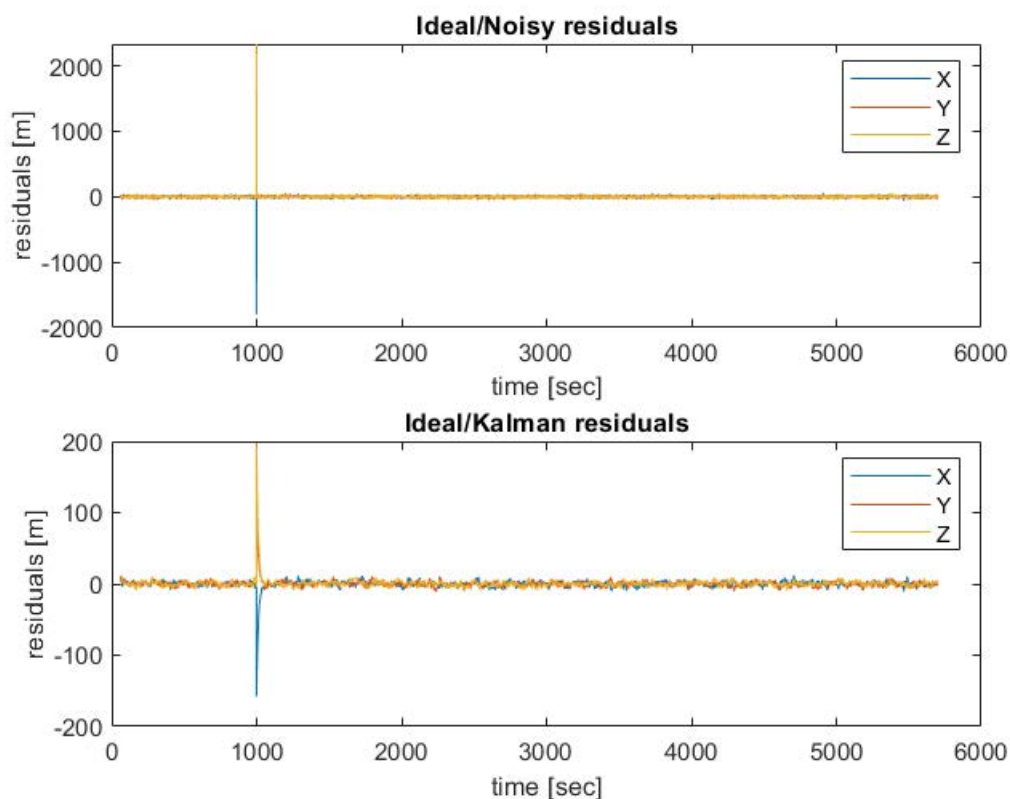 Ideal/Noisy residuals
2000
1000
0
-1000
-2000
residuals [m]
X
Y
Z
0 1000 2000 3000 4000 5000 6000
time [sec]
Ideal/Kalman residuals
200
100
0
-100
-200
residuals [m]
X
Y
Z
0 1000 2000 3000 4000 5000 6000
time [sec]